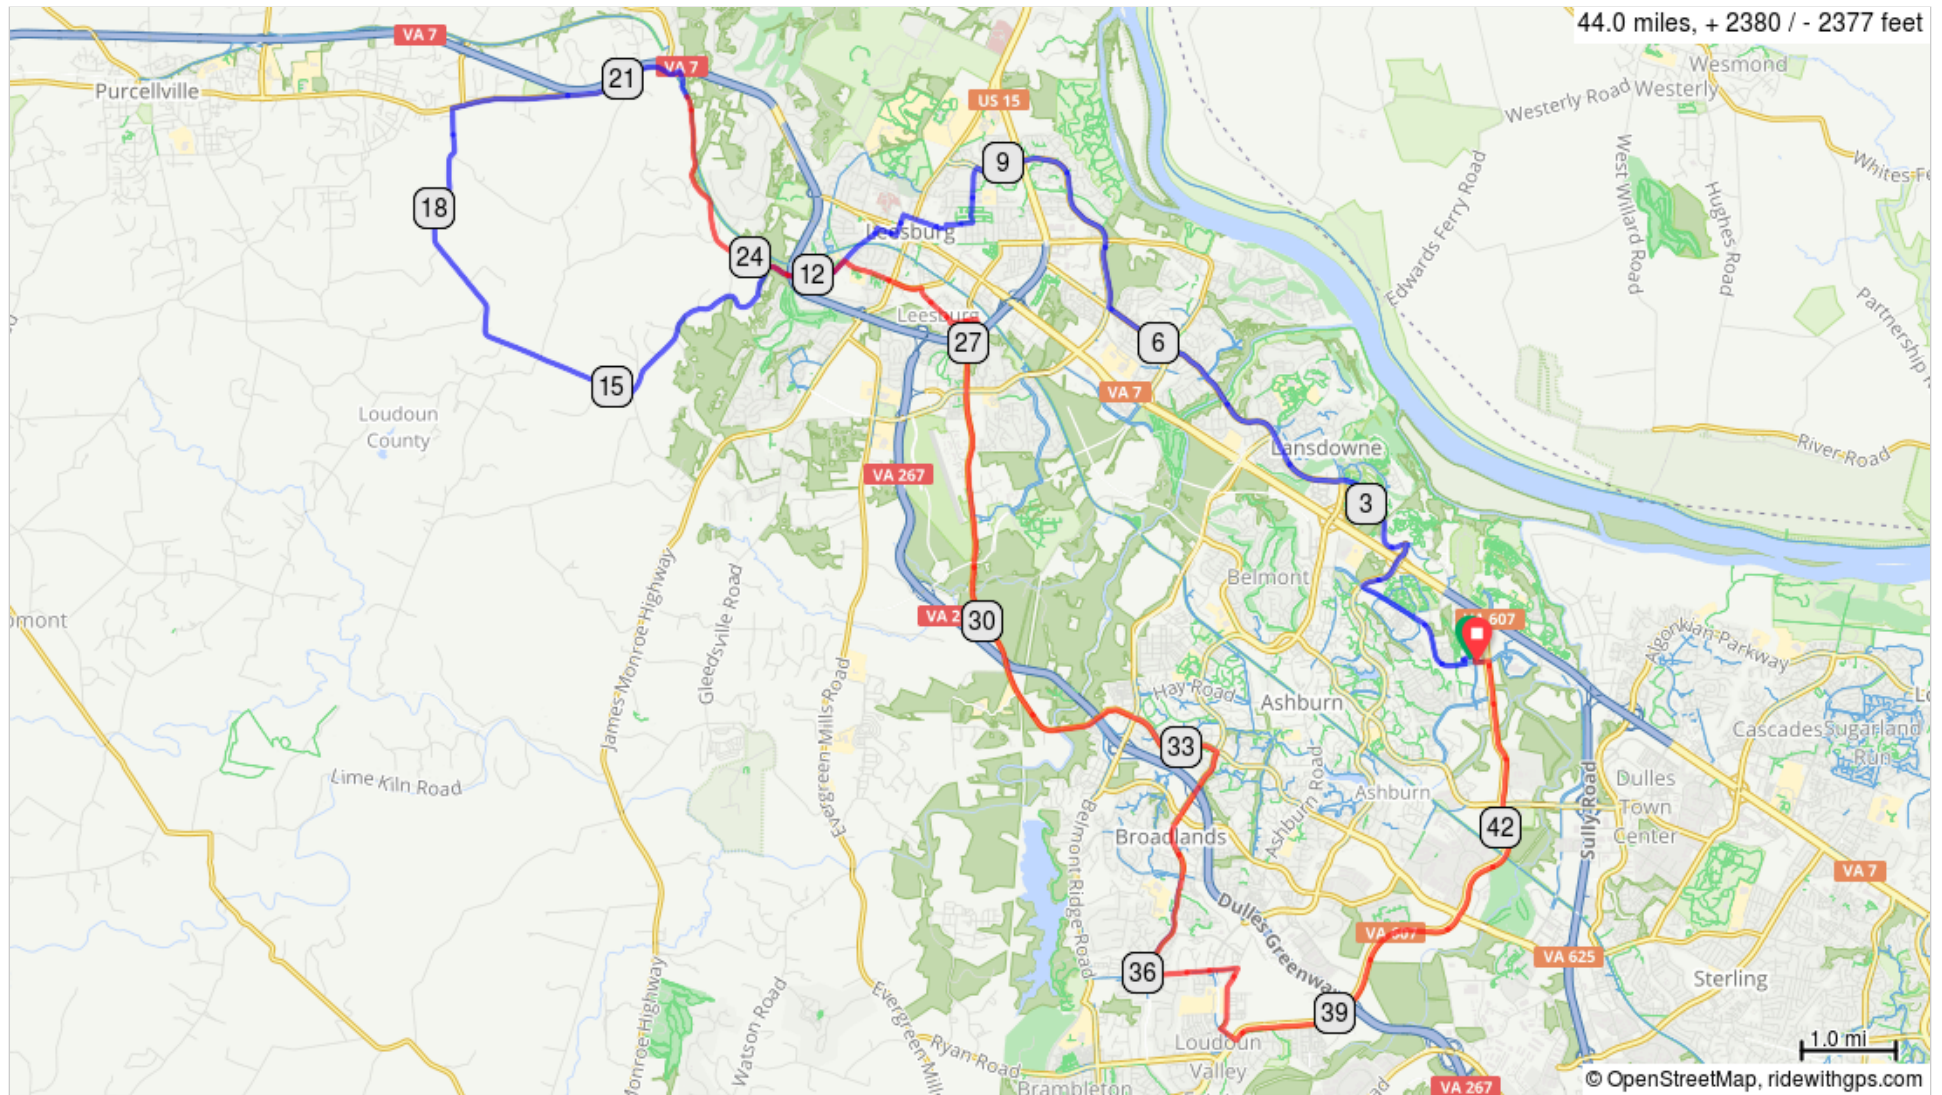 44.0 miles, + 2380 / - 2377 feet
VA 7
Wesmond
VA 7
21
Purcellville
Westerly Road
Westerly
US 15
9
West Willard Road
Whites
Edwards Ferry Road
Hughes Road
18
Leesburg
24
12
Partnership
Leesburg
27
6
15
VA 7
Loudoun
County
River Road
Lansdowne
VA 267
3
Belmont
James Monroe Highway
Gleedsville Road
VA 2
30
607
Algonkian Parkway
Hay Road
Ashburn
Evergreen Mills Road
33
Cascades
Sugarland
Run
Lime Kiln Road
Ashburn Road
Ashburn
Sully Road
Dulles
Town
Center
Belmont Ridge Road
Broadlands
42
VA 7
Dulles Greenway
VA 607
VA 625
36
Sterling
Monroe Highway
Watson Road
Evergreen Mill
39
Ryan Road
Loudoun
Valley
Brambleton
1.0 mi
VA 267
© OpenStreetMap, ridewithgps.com